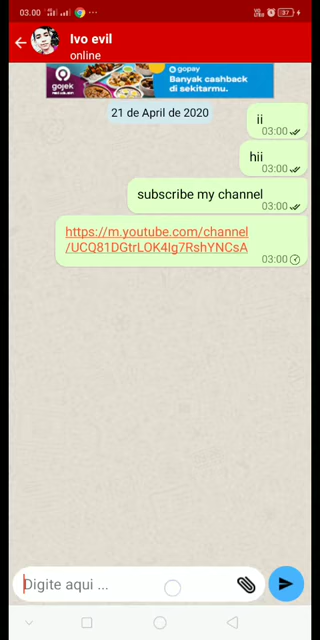 03.00
37
Ivo evil
online
gojek
gopay
Banyak cashback
di sekitarmu.
21 de April de 2020
ii
03:00
hii
03:00
subscribe my channel
03:00
https://m.youtube.com/channel
/UCQ81DGtrLOK4Ig7RshYNCsA
03:00
Digite aqui ...